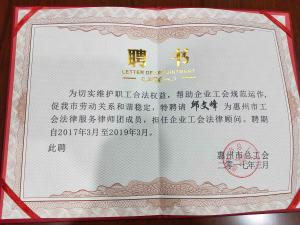 聘 书
LETTER OF APPOINTMENT
为切实维护职工合法权益，帮助企业工会规范运作，
促我市劳动关系和谐稳定，特聘请 邱文峰 为惠州市工
会法律服务律师团成员，担任企业工会法律顾问。聘期
自2017年3月至2019年3月。
此聘
惠州市总工会
二〇一七年三月